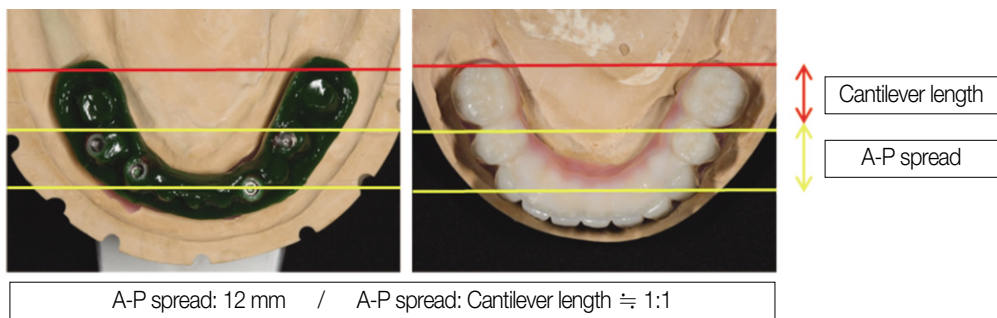 Cantilever length
A-P spread
A-P spread: 12 mm / A-P spread: Cantilever length ≒ 1:1